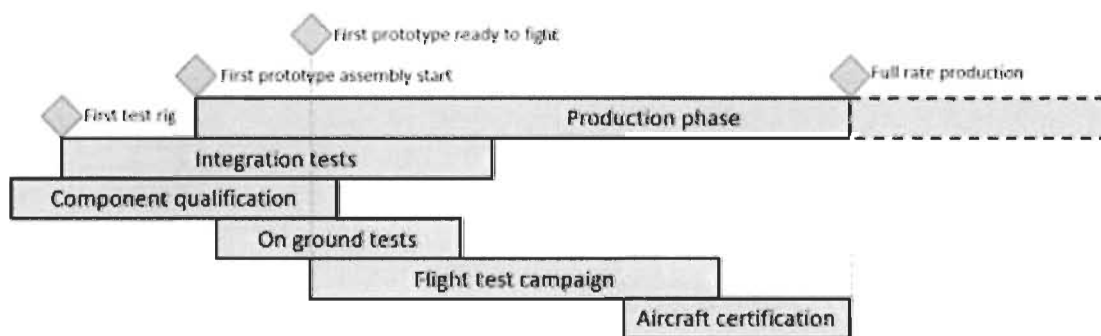 First prototype ready to fight
First prototype assembly start
Full rate production
First test rig
Production phase
Integration tests
Component qualification
On ground tests
Flight test campaign
Aircraft certification